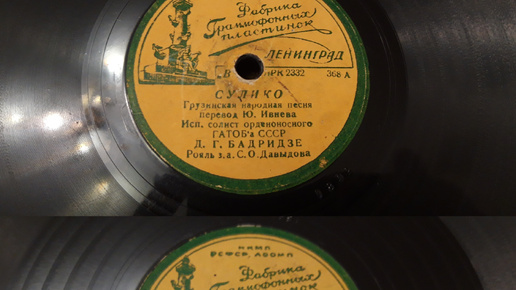 Фабрика
Граммофонных
пластинок
ЛЕНИНГРАД
В РК 2332 368 А
СУЛИКО
Грузинская народная песня
перевод Ю. Ивнева
Исп. солист орденоносного
ГАТОБ'а СССР
Д. Г. БАДРИДЗЕ
Рояль з.а. С.О. Давыдова
Фабрика
Граммофонных
пластинок